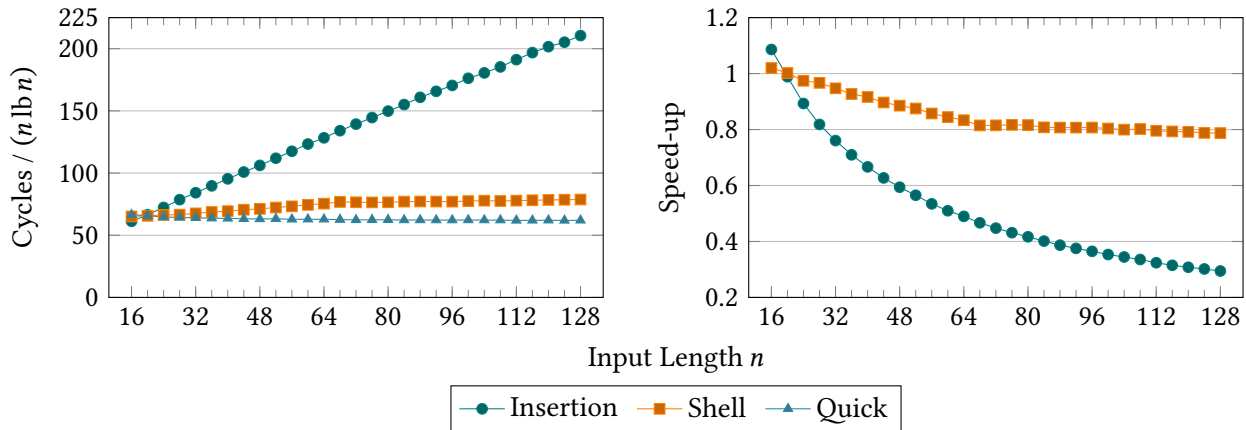 Cycles / (n lb n)
225
200
150
100
50
0
16 32 48 64 80 96 112 128
Speed-up
1.2
1
0.8
0.6
0.4
0.2
16 32 48 64 80 96 112 128
Input Length n
Insertion Shell Quick